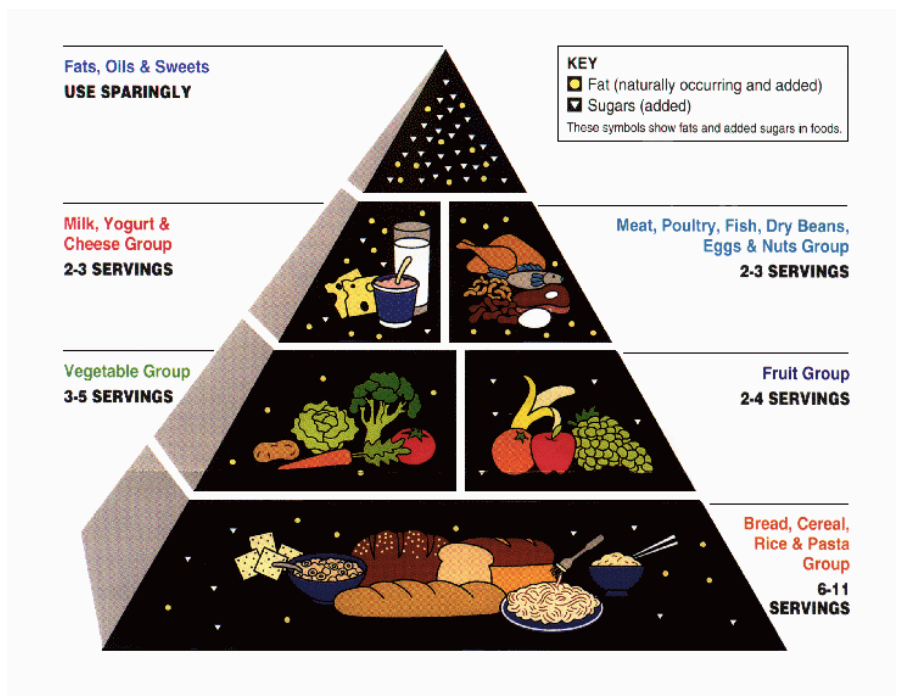 Fats, Oils & Sweets
USE SPARINGLY
KEY
Fat (naturally occurring and added)
Sugars (added)
These symbols show fats and added sugars in foods.
Milk, Yogurt &
Cheese Group
2-3 SERVINGS
Meat, Poultry, Fish, Dry Beans,
Eggs & Nuts Group
2-3 SERVINGS
Vegetable Group
3-5 SERVINGS
Fruit Group
2-4 SERVINGS
Bread, Cereal,
Rice & Pasta
Group
6-11
SERVINGS